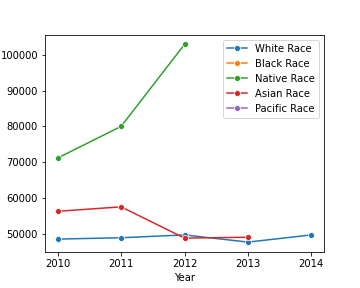 White Race
Black Race
Native Race
Asian Race
Pacific Race
100000
90000
80000
70000
60000
50000
2010 2011 2012 2013 2014
Year